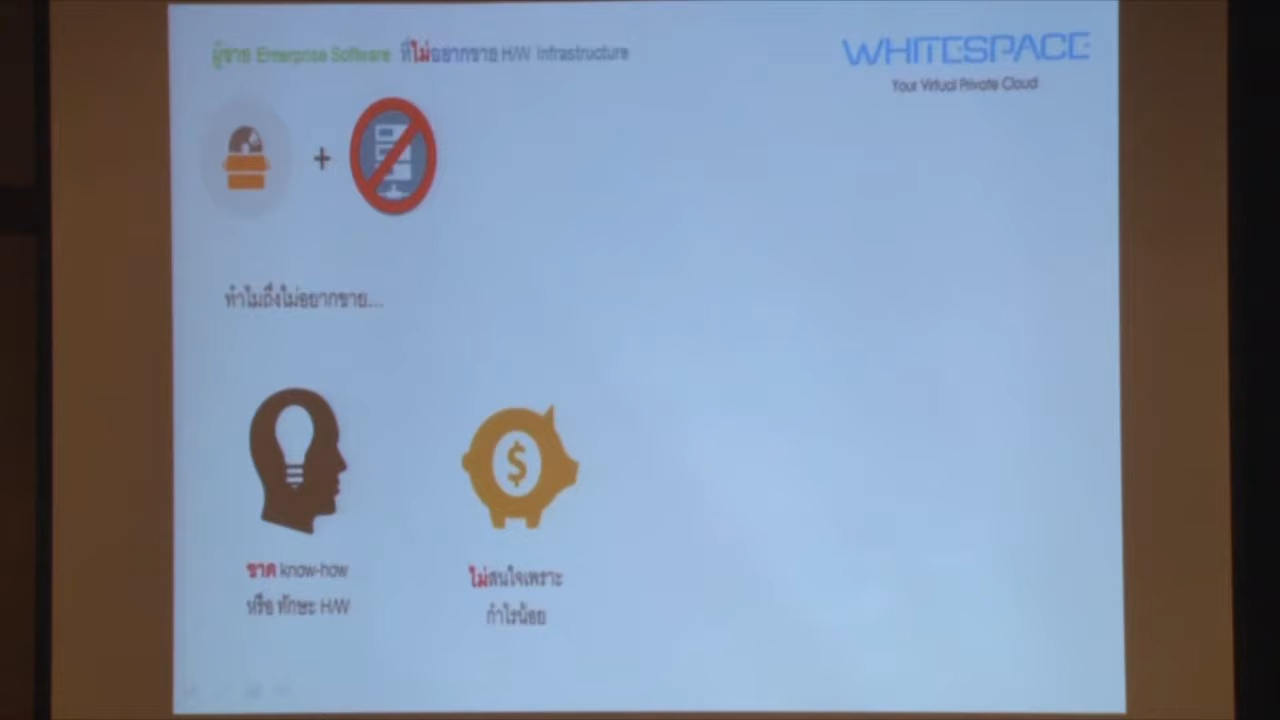 ผู้ขาย Enterprise Software ที่ไม่อยากขาย H/W Infrastructure
WHITESPACE
Your Virtual Private Cloud
+
ทำไมถึงไม่อยากขาย...
$
ขาด know-how
หรือ ทักษะ H/W
ไม่สนใจเพราะ
กำไรน้อย